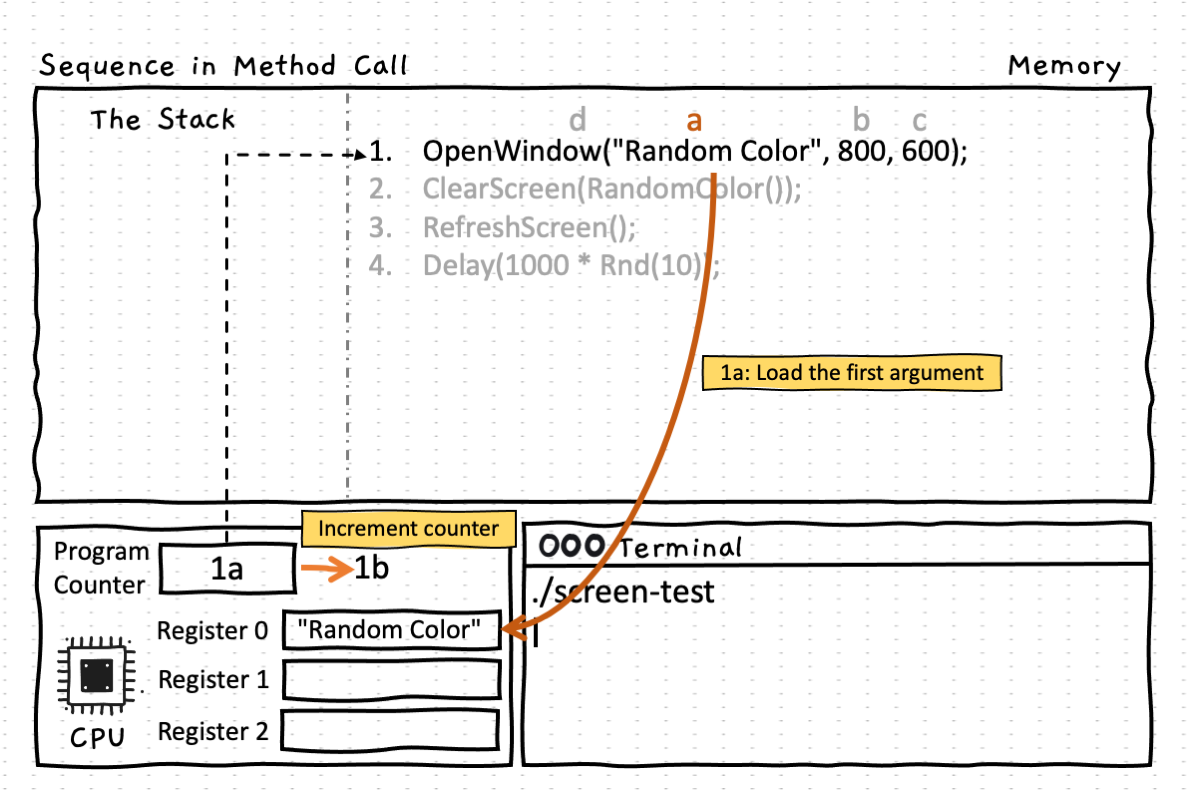 Sequence in Method Call
Memory
The Stack
d a b c
1. OpenWindow("Random Color", 800, 600);
2. ClearScreen(RandomColor());
3. RefreshScreen();
4. Delay(1000 * Rnd(10));
1a: Load the first argument
Increment counter
Program
Counter
1a
1b
Register 0
"Random Color"
Register 1
Register 2
CPU
Terminal
./screen-test